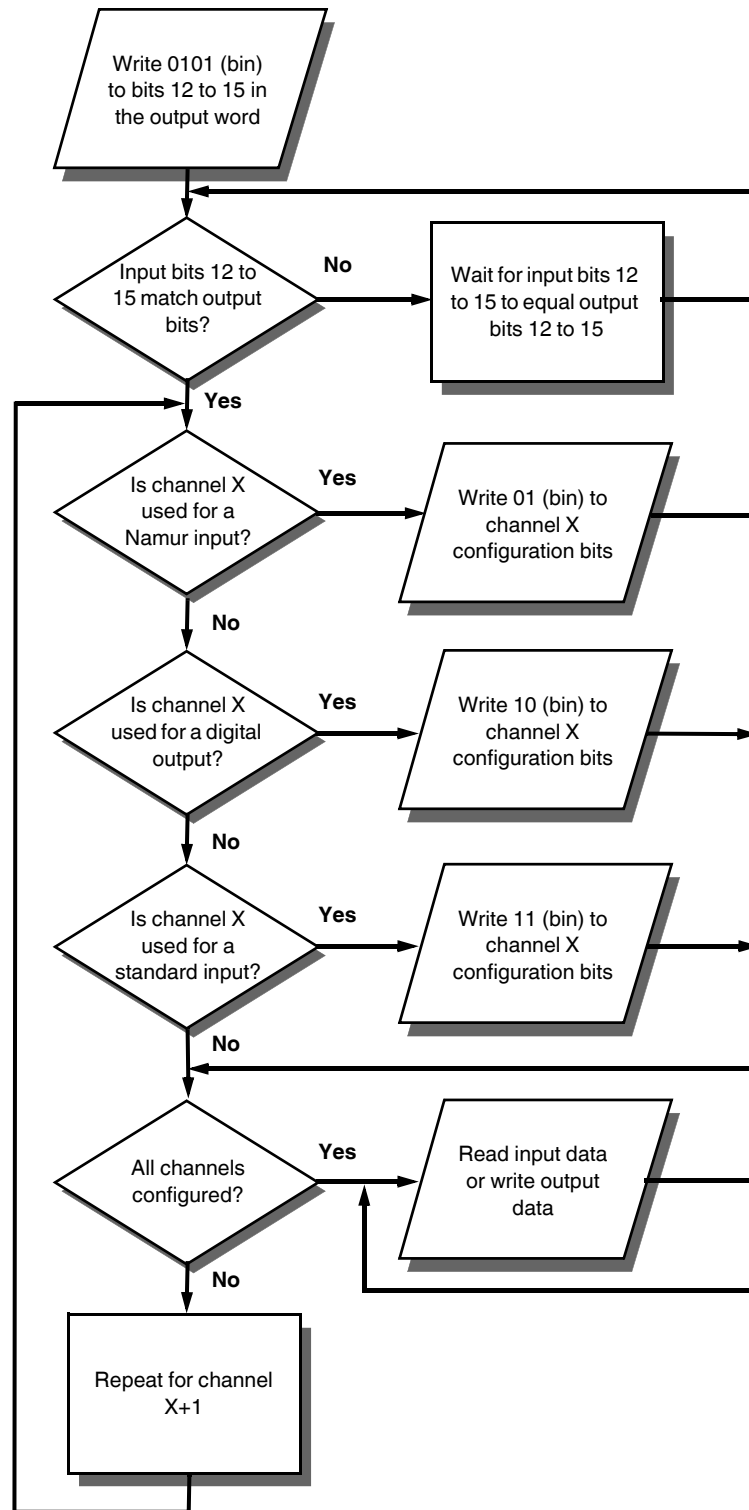 Write 0101 (bin)
to bits 12 to 15 in
the output word
Input bits 12 to
15 match output
bits?
No
Wait for input bits 12
to 15 to equal output
bits 12 to 15
Yes
Is channel X
used for a
Namur input?
Yes
Write 01 (bin) to
channel X
configuration bits
No
Is channel X
used for a digital
output?
Yes
Write 10 (bin) to
channel X
configuration bits
No
Is channel X
used for a
standard input?
Yes
Write 11 (bin) to
channel X
configuration bits
No
All channels
configured?
Yes
Read input data
or write output
data
No
Repeat for channel
X+1